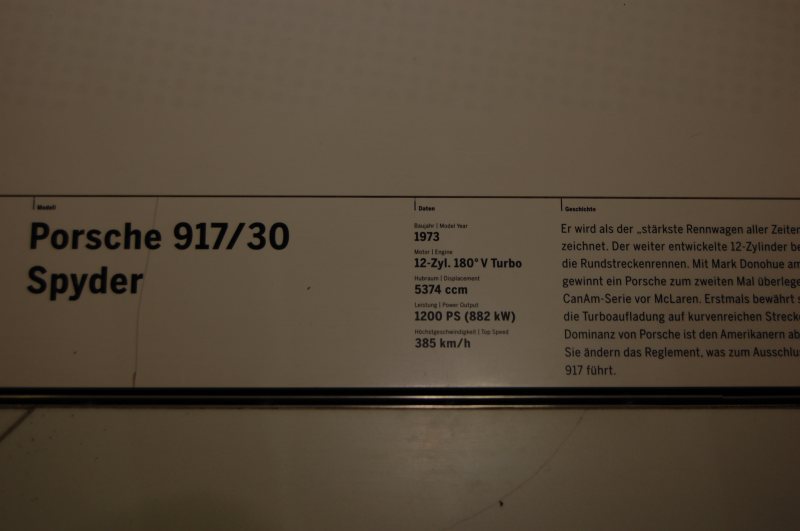 Modell
Porsche 917/30
Spyder
Daten
Baujahr | Model Year
1973
Motor | Engine
12-Zyl. 180° V Turbo
Hubraum | Displacement
5374 ccm
Leistung | Power Output
1200 PS (882 kW)
Höchstgeschwindigkeit | Top Speed
385 km/h
Geschichte
Er wird als der „stärkste Rennwagen aller Zeiten
zeichnet. Der weiter entwickelte 12-Zylinder be
die Rundstreckenrennen. Mit Mark Donohue am
gewinnt ein Porsche zum zweiten Mal überlege
CanAm-Serie vor McLaren. Erstmals bewährt s
die Turboaufladung auf kurvenreichen Strecke
Dominanz von Porsche ist den Amerikanern ab
Sie ändern das Reglement, was zum Ausschlu
917 führt.